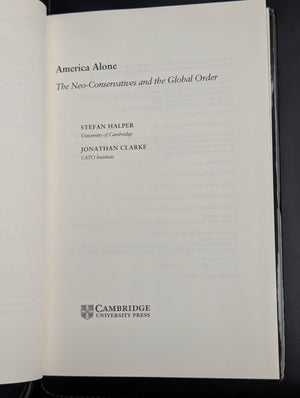 America Alone
The Neo-Conservatives and the Global Order
STEFAN HALPER
University of Cambridge
JONATHAN CLARKE
CATO Institute
CAMBRIDGE
UNIVERSITY PRESS